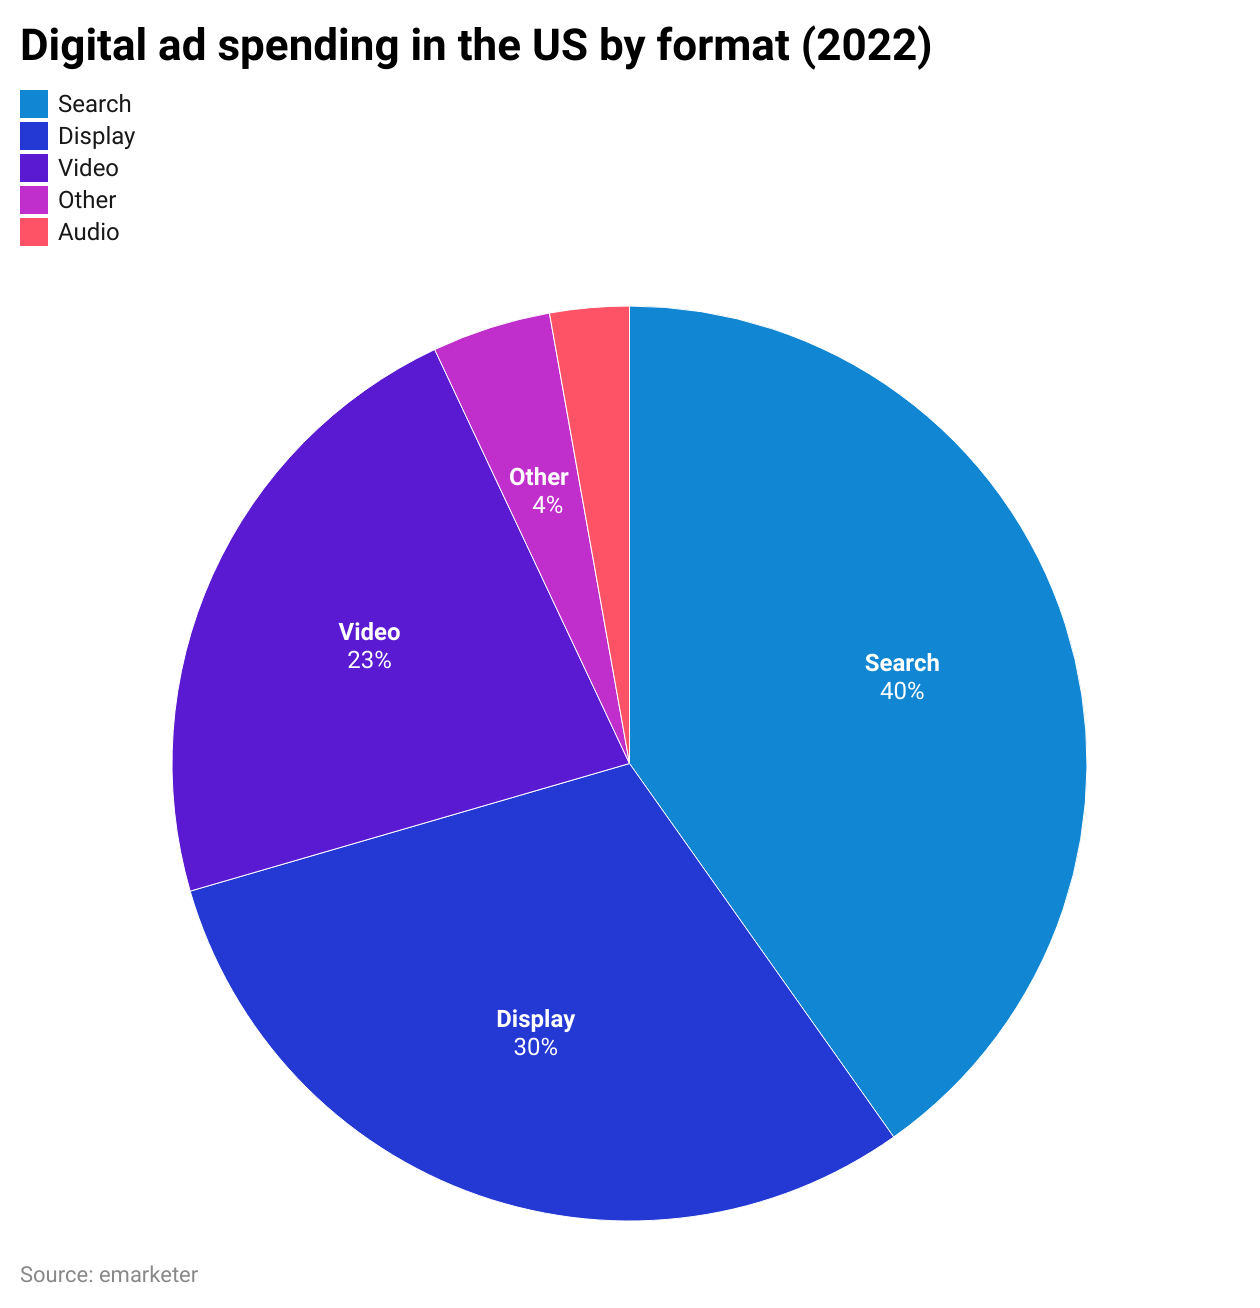 Digital ad spending in the US by format (2022)
Search
Display
Video
Other
Audio
Other
4%
Video
23%
Search
40%
Display
30%
Source: emarketer